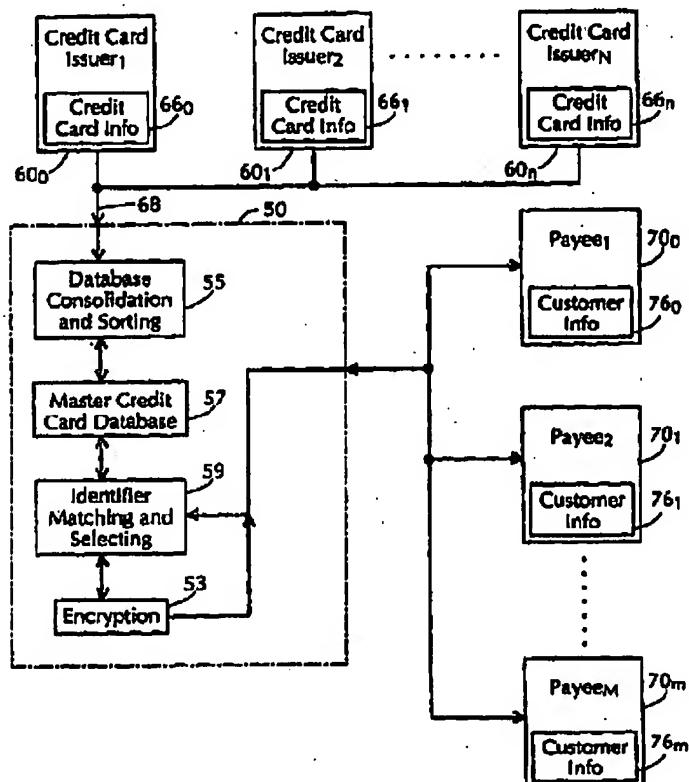 Credit Card
Issuer₁
Credit
Card Info
66₀
60₀
Credit Card
Issuer₂
Credit
Card Info
66₁
60₁
Credit Card
Issuer_N
Credit
Card Info
66ₙ
60ₙ
68
50
Database
Consolidation
and Sorting
55
Master Credit
Card Database
57
Identifier
Matching and
Selecting
59
Encryption
53
Payee₁
70₀
Customer
Info
76₀
Payee₂
70₁
Customer
Info
76₁
Payee_M
70ₘ
Customer
Info
76ₘ